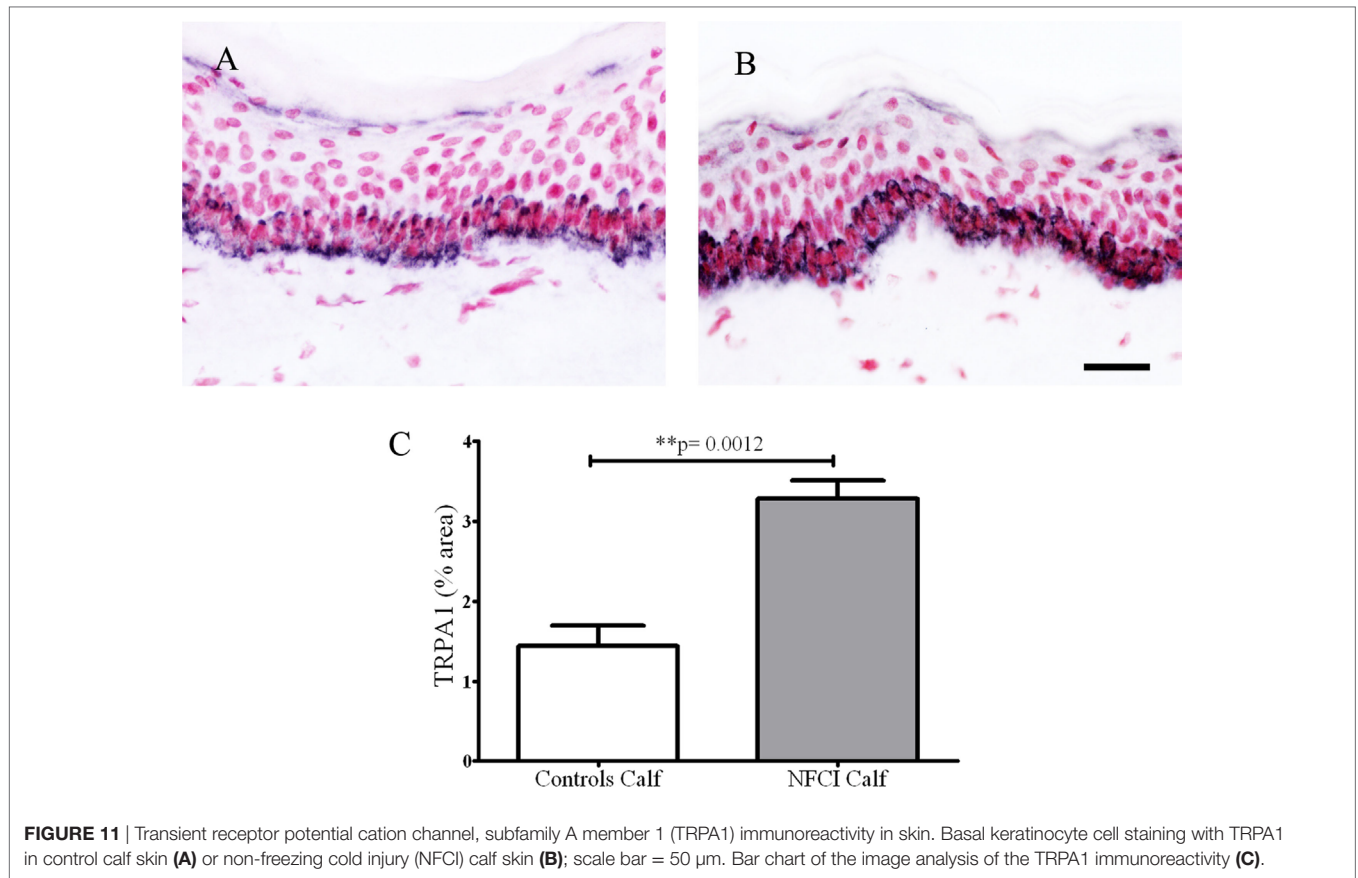 A
B
C
**p= 0.0012
4
3
2
1
0
TRPA1 (% area)
Controls Calf NFCI Calf
FIGURE 11 | Transient receptor potential cation channel, subfamily A member 1 (TRPA1) immunoreactivity in skin. Basal keratinocyte cell staining with TRPA1
in control calf skin (A) or non-freezing cold injury (NFCI) calf skin (B); scale bar = 50 µm. Bar chart of the image analysis of the TRPA1 immunoreactivity (C).